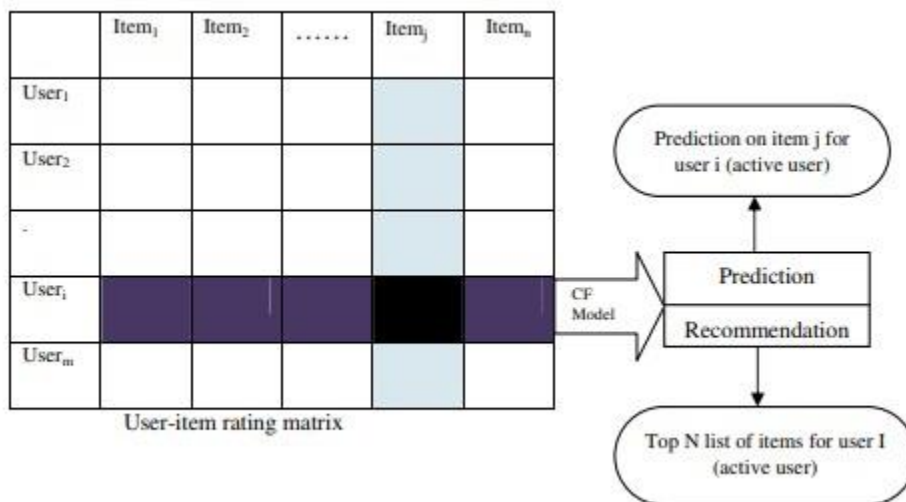 Item₁ Item₂ ...... Itemⱼ Itemₙ
User₁
User₂
.
Userᵢ
Userₘ
User-item rating matrix
CF
Model
Prediction
Recommendation
Prediction on item j for
user i (active user)
Top N list of items for user I
(active user)